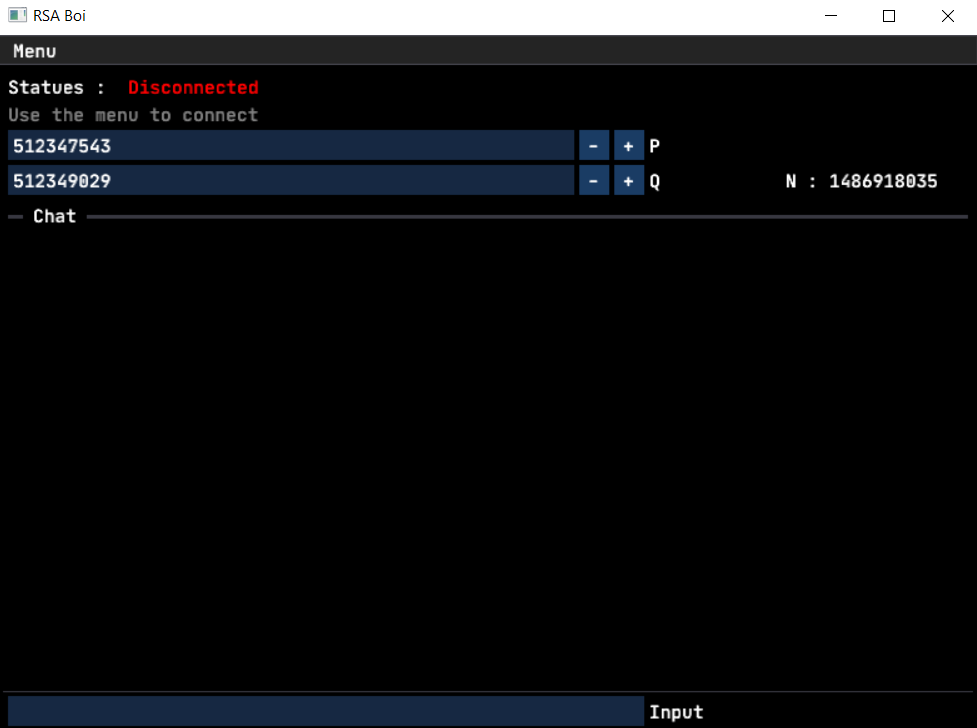 RSA Boi
Menu
Statues : Disconnected
Use the menu to connect
512347543 - + P
512349029 - + Q N : 1486918035
Chat
Input